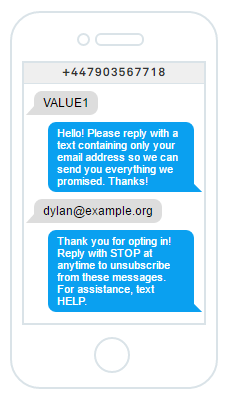 +447903567718
VALUE1
Hello! Please reply with a
text containing only your
email address so we can
send you everything we
promised. Thanks!
dylan@example.org
Thank you for opting in!
Reply with STOP at
anytime to unsubscribe
from these messages.
For assistance, text
HELP.